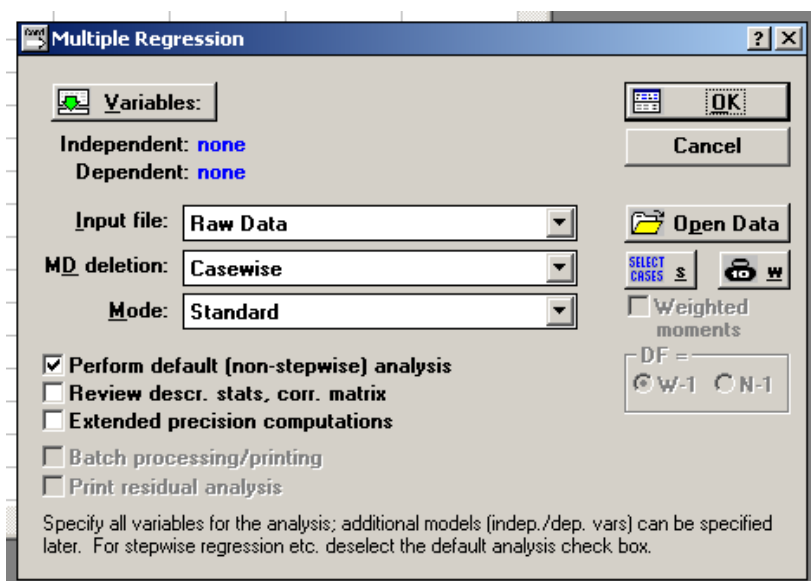 Multiple Regression
Variables:
OK
Independent: none
Cancel
Dependent: none
Input file: Raw Data
Open Data
MD deletion: Casewise
SELECT CASES S
W
Mode: Standard
Weighted moments
Perform default (non-stepwise) analysis
DF =
Review descr. stats, corr. matrix
W-1 N-1
Extended precision computations
Batch processing/printing
Print residual analysis
Specify all variables for the analysis; additional models (indep./dep. vars) can be specified
later. For stepwise regression etc. deselect the default analysis check box.